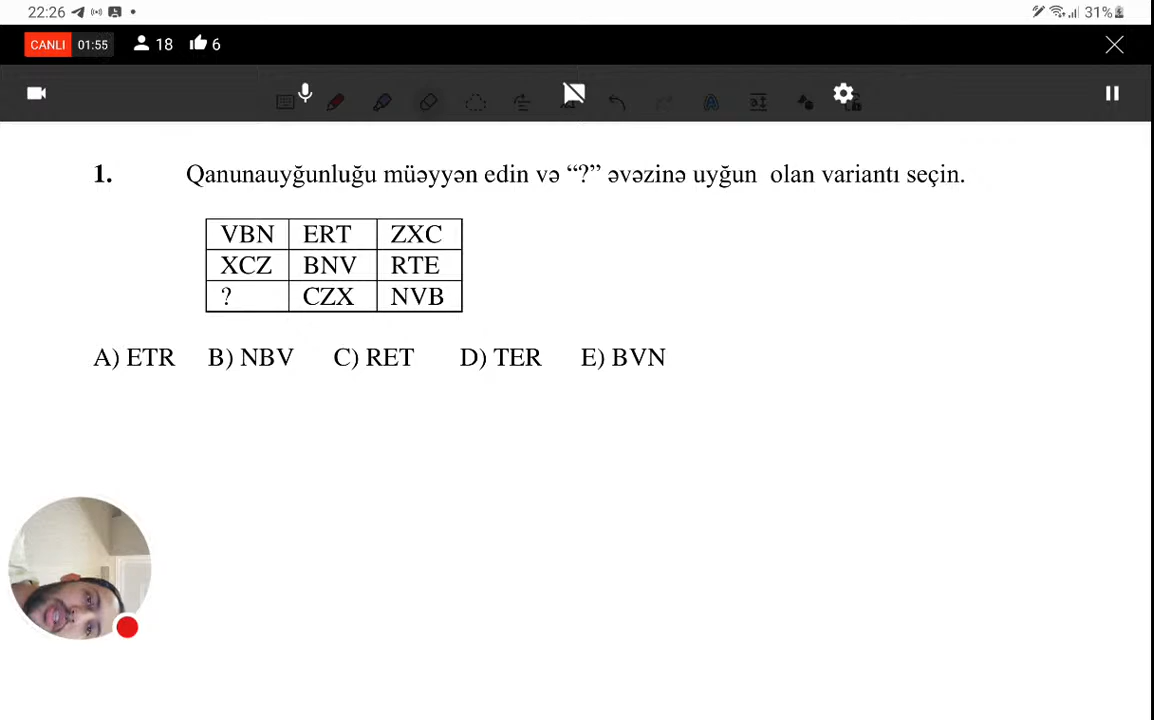 22:26 31%
CANLI 01:55 18 6
1. Qanunauyğunluğu müəyyən edin və “?” əvəzinə uyğun olan variantı seçin.
VBN ERT ZXC
XCZ BNV RTE
? CZX NVB
A) ETR B) NBV C) RET D) TER E) BVN